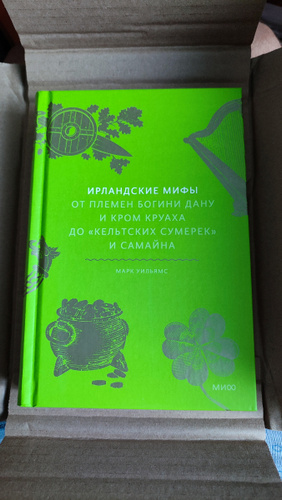 ИРЛАНДСКИЕ МИФЫ
ОТ ПЛЕМЕН БОГИНИ ДАНУ
И КРОМ КРУАХА
ДО «КЕЛЬТСКИХ СУМЕРЕК»
И САМАЙНА
МАРК УИЛЬЯМС
МИФ